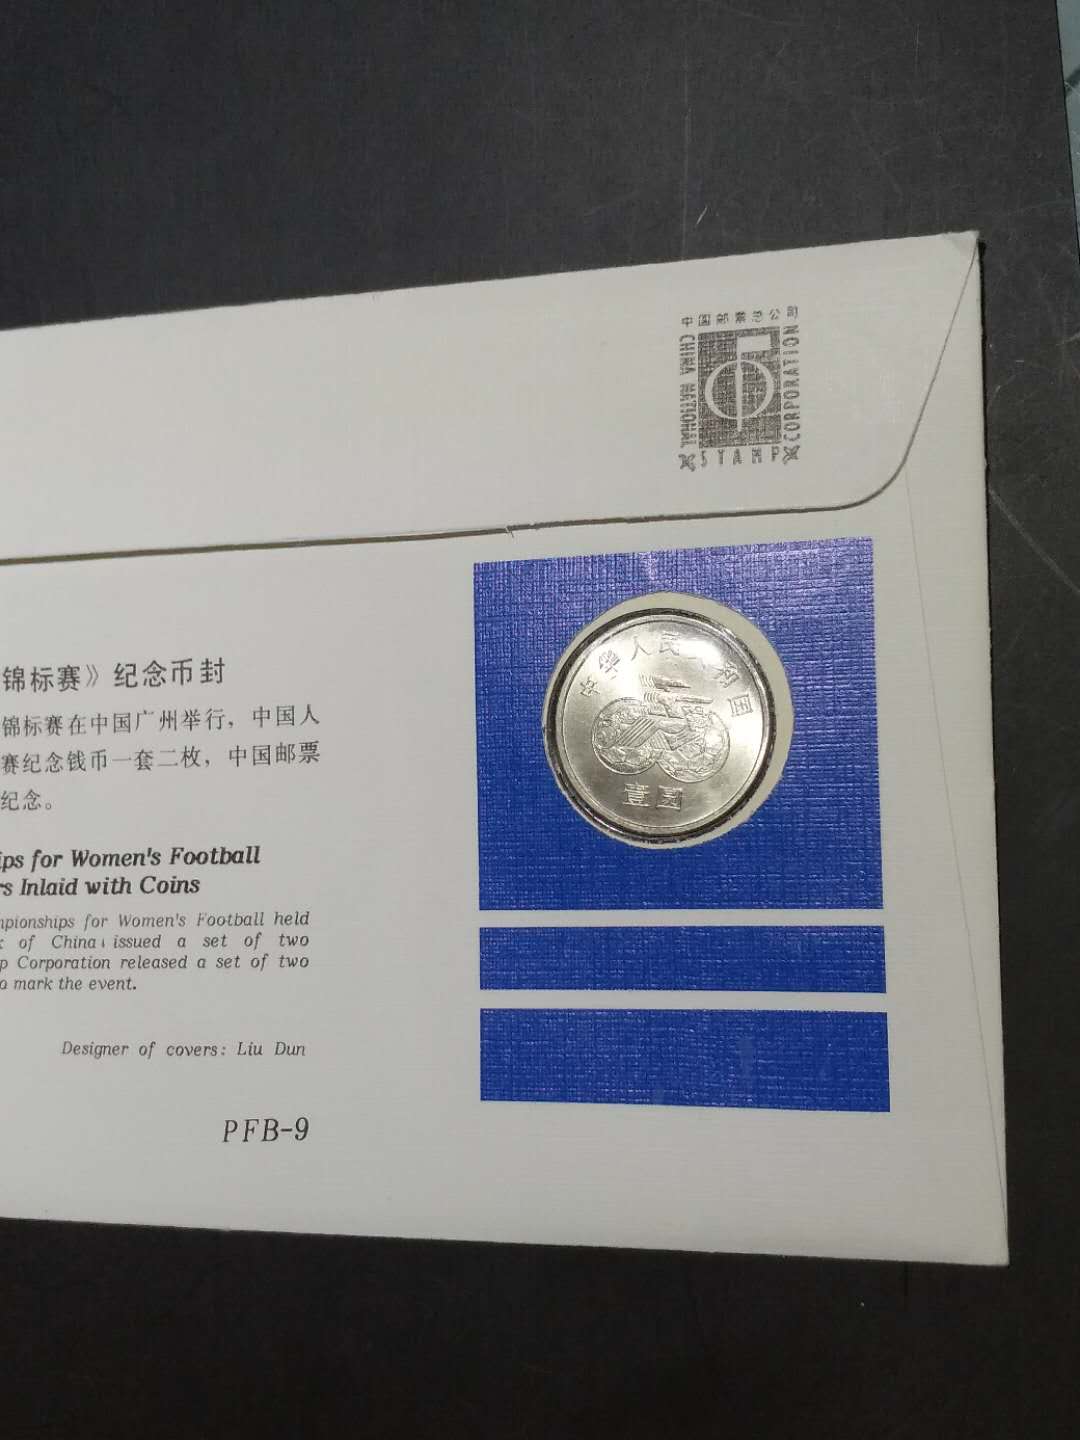 中国邮票总公司
CHINA NATIONAL
STAMP
CORPORATION
锦标赛》纪念币封
锦标赛在中国广州举行，中国人
赛纪念钱币一套二枚，中国邮票
纪念。
中华人民共和国
壹圆
ips for Women's Football
rs Inlaid with Coins
mpionships for Women's Football held
k of China issued a set of two
p Corporation released a set of two
o mark the event.
Designer of covers: Liu Dun
PFB-9